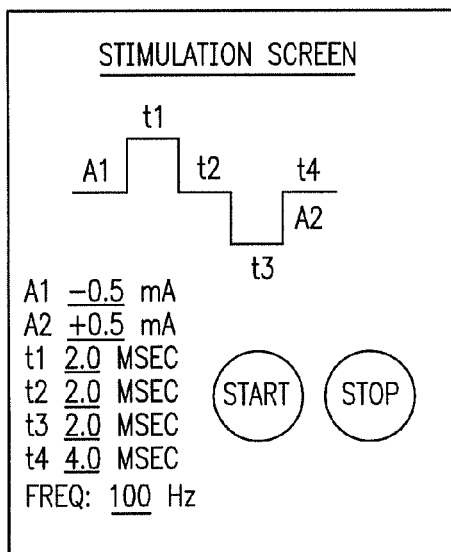 STIMULATION SCREEN
t1
A1 t2 t4
A2
t3
A1 -0.5 mA
A2 +0.5 mA
t1 2.0 MSEC
t2 2.0 MSEC
t3 2.0 MSEC
t4 4.0 MSEC
FREQ: 100 Hz
START STOP